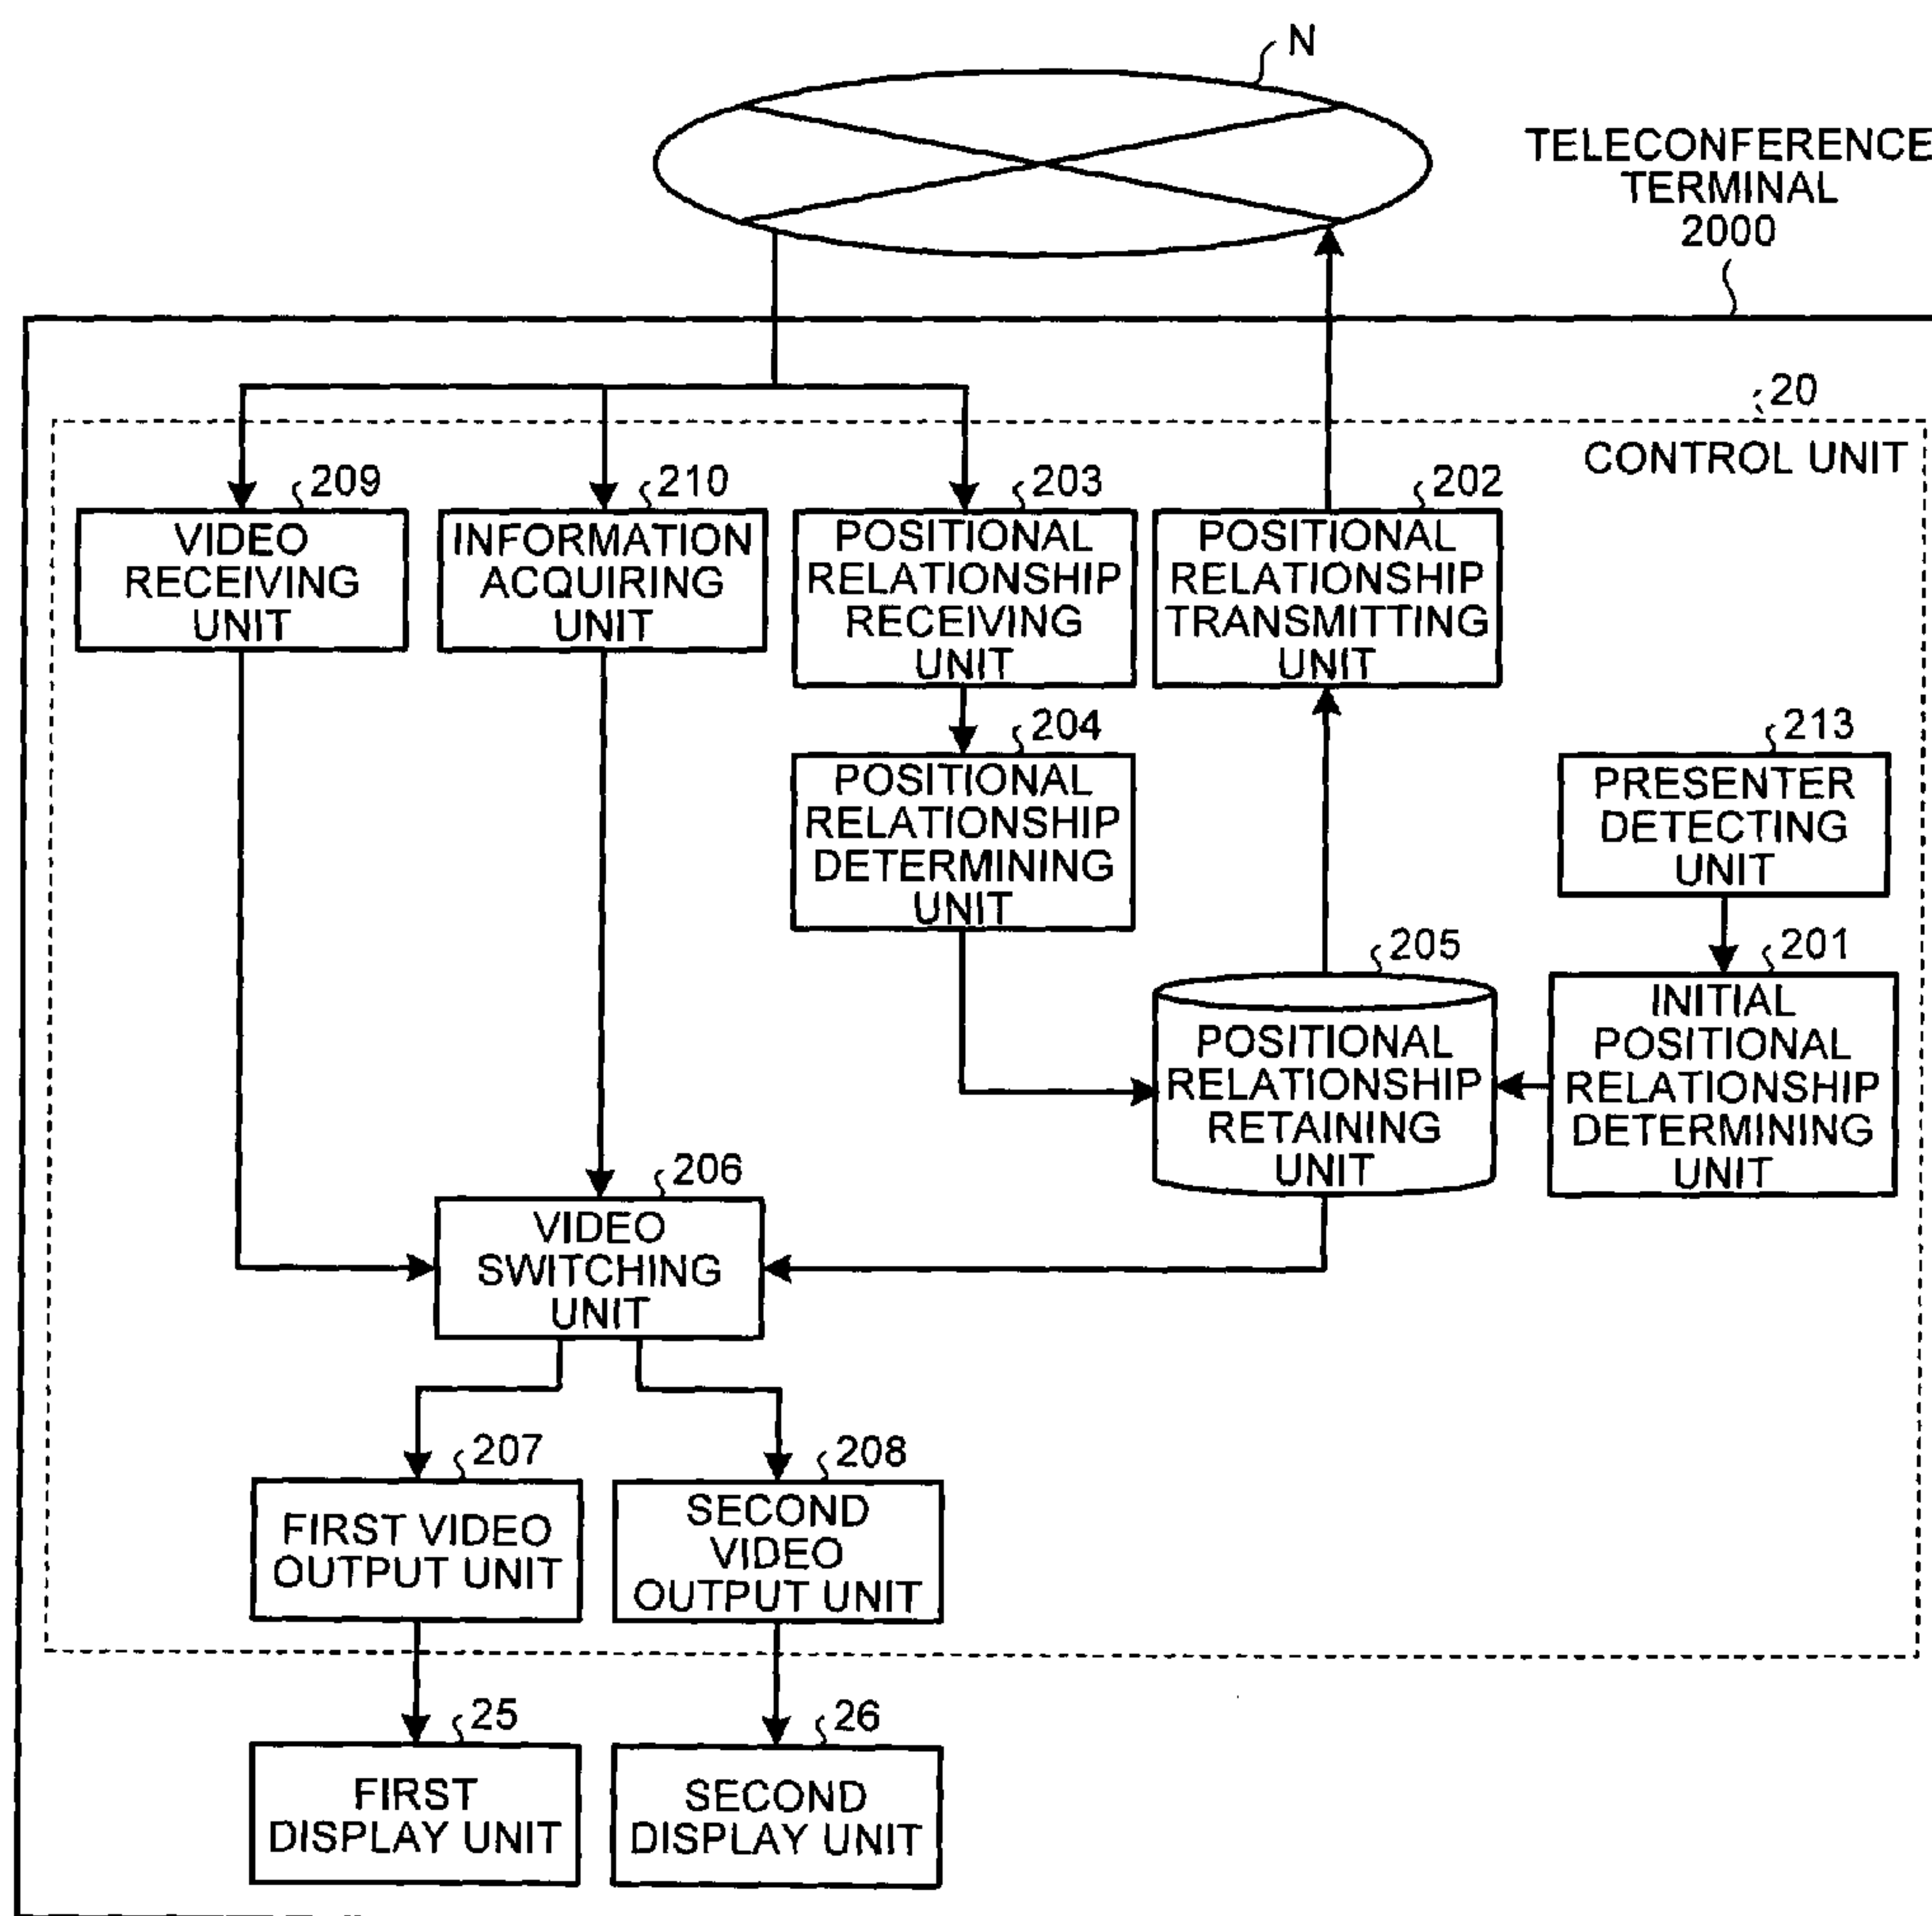 N
TELECONFERENCE
TERMINAL
2000
20
CONTROL UNIT
209
VIDEO
RECEIVING
UNIT
210
INFORMATION
ACQUIRING
UNIT
203
POSITIONAL
RELATIONSHIP
RECEIVING
UNIT
202
POSITIONAL
RELATIONSHIP
TRANSMITTING
UNIT
204
POSITIONAL
RELATIONSHIP
DETERMINING
UNIT
213
PRESENTER
DETECTING
UNIT
205
POSITIONAL
RELATIONSHIP
RETAINING
UNIT
201
INITIAL
POSITIONAL
RELATIONSHIP
DETERMINING
UNIT
206
VIDEO
SWITCHING
UNIT
207
FIRST VIDEO
OUTPUT UNIT
208
SECOND
VIDEO
OUTPUT UNIT
25
FIRST
DISPLAY UNIT
26
SECOND
DISPLAY UNIT